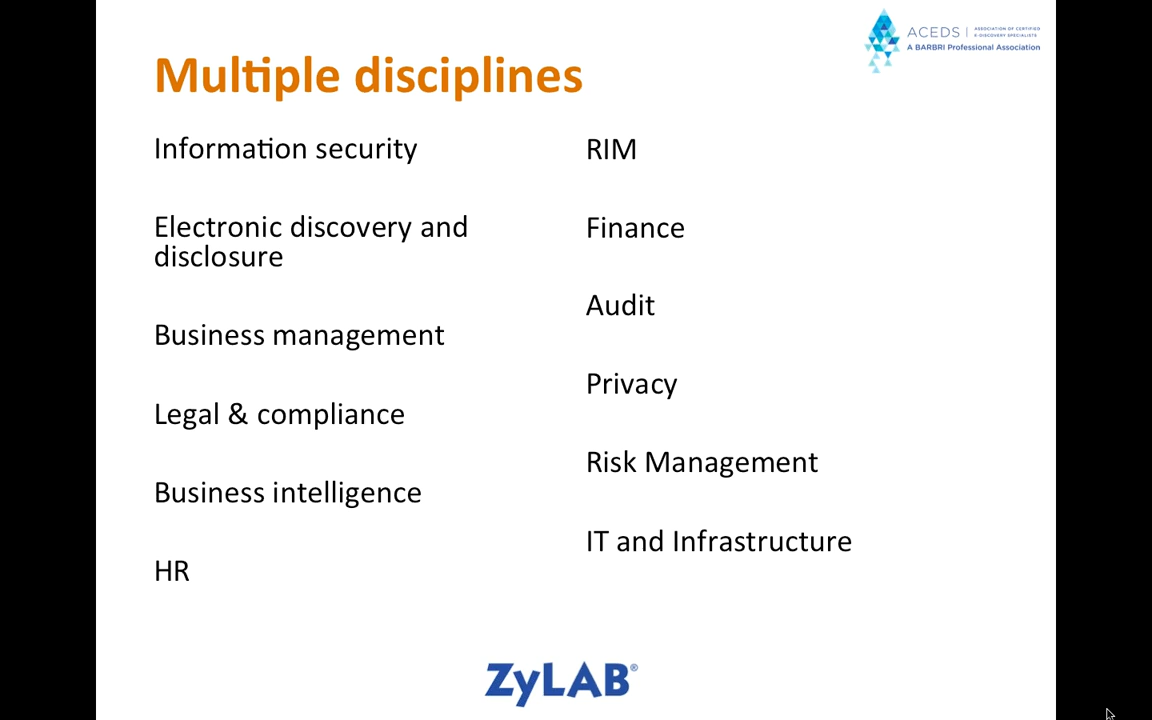 ACEDS | ASSOCIATION OF CERTIFIED
E-DISCOVERY SPECIALISTS
A BARBRI Professional Association
Multiple disciplines
Information security
Electronic discovery and
disclosure
Business management
Legal & compliance
Business intelligence
HR
RIM
Finance
Audit
Privacy
Risk Management
IT and Infrastructure
ZyLAB®